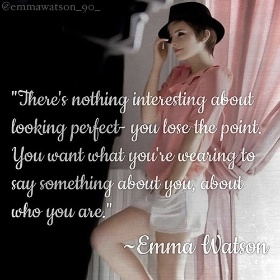 @emmawatson_90_
"There's nothing interesting about
looking perfect- you lose the point.
You want what you're wearing to
say something about you, about
who you are."
~Emma Watson